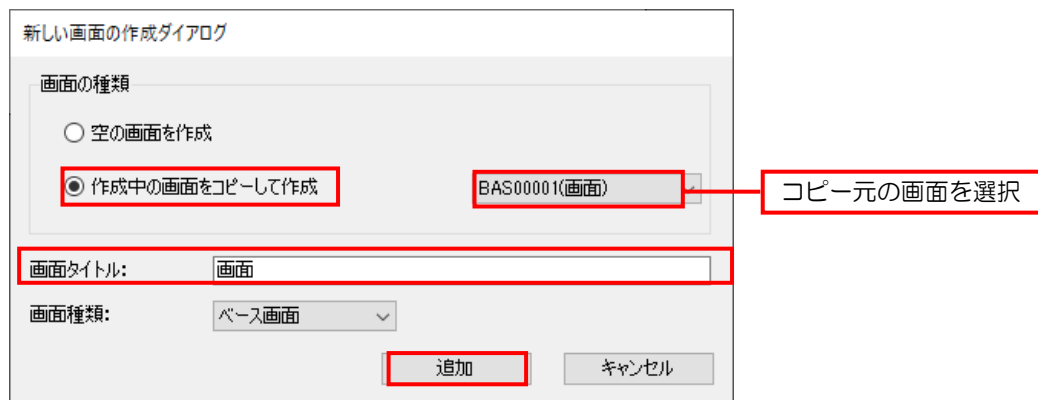 新しい画面の作成ダイアログ
画面の種類
空の画面を作成
作成中の画面をコピーして作成
BAS00001(画面)
コピー元の画面を選択
画面タイトル:
画面
画面種類:
ベース画面
追加
キャンセル